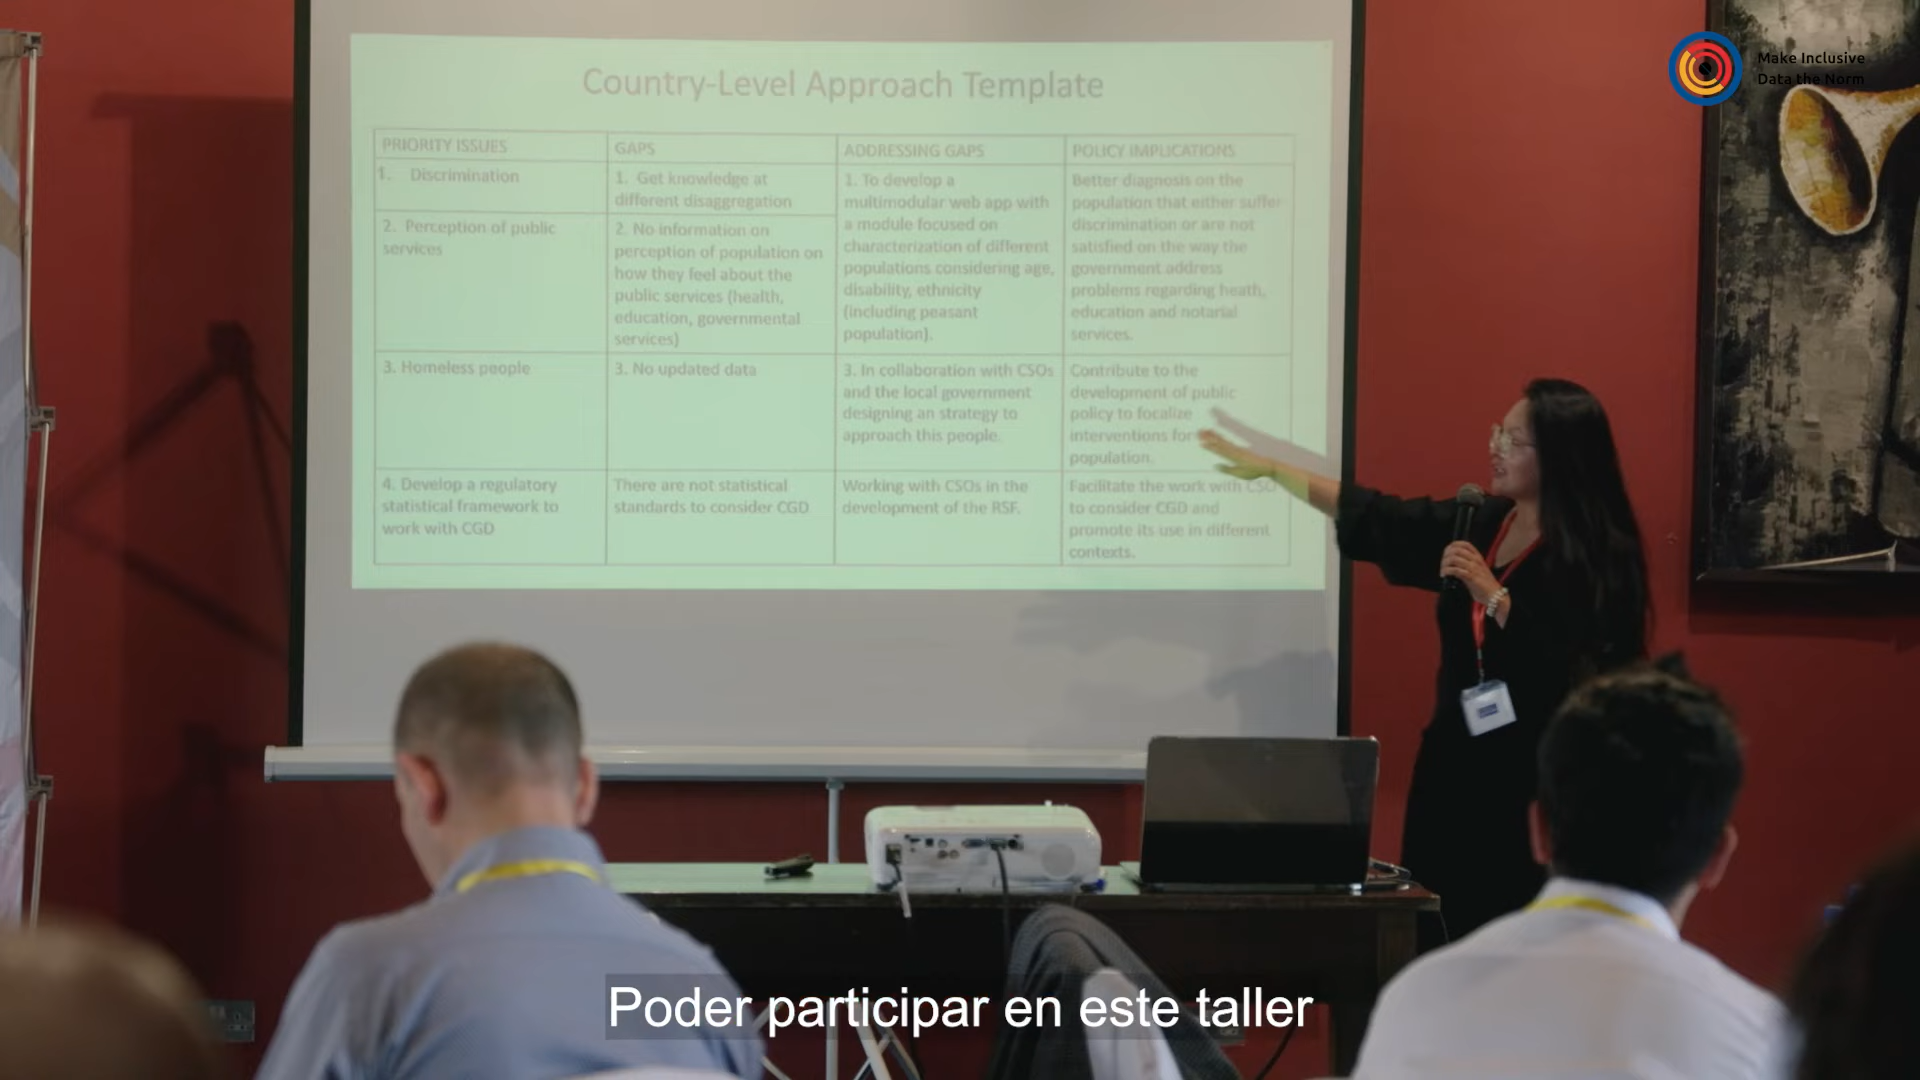 Make Inclusive
Data the Norm
Country-Level Approach Template
PRIORITY ISSUES
GAPS
ADDRESSING GAPS
POLICY IMPLICATIONS
1. Discrimination
1. Get knowledge at
different disaggregation
1. To develop a
multimodular web app with
a module focused on
characterization of different
populations considering age,
disability, ethnicity
(including peasant
population).
Better diagnosis on the
population that either suffer
discrimination or are not
satisfied on the way the
government address
problems regarding heath,
education and notarial
services.
2. Perception of public
services
2. No information on
perception of population on
how they feel about the
public services (health,
education, governmental
services)
3. Homeless people
3. No updated data
3. In collaboration with CSOs
and the local government
designing an strategy to
approach this people.
Contribute to the
development of public
policy to focalize
interventions for
population.
4. Develop a regulatory
statistical framework to
work with CGD
There are not statistical
standards to consider CGD
Working with CSOs in the
development of the RSF.
Facilitate the work with CSO
to consider CGD and
promote its use in different
contexts.
Poder participar en este taller